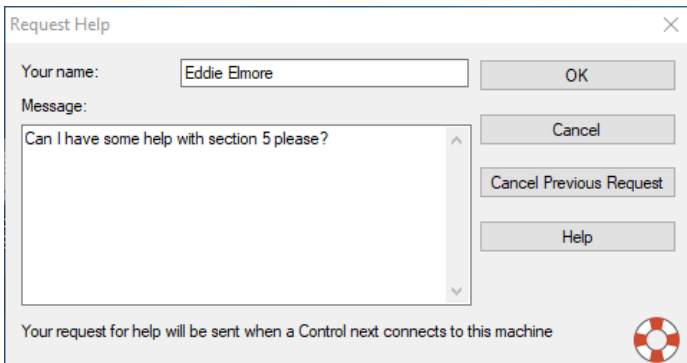 Request Help
Your name:
Eddie Elmore
OK
Message:
Can I have some help with section 5 please?
Cancel
Cancel Previous Request
Help
Your request for help will be sent when a Control next connects to this machine